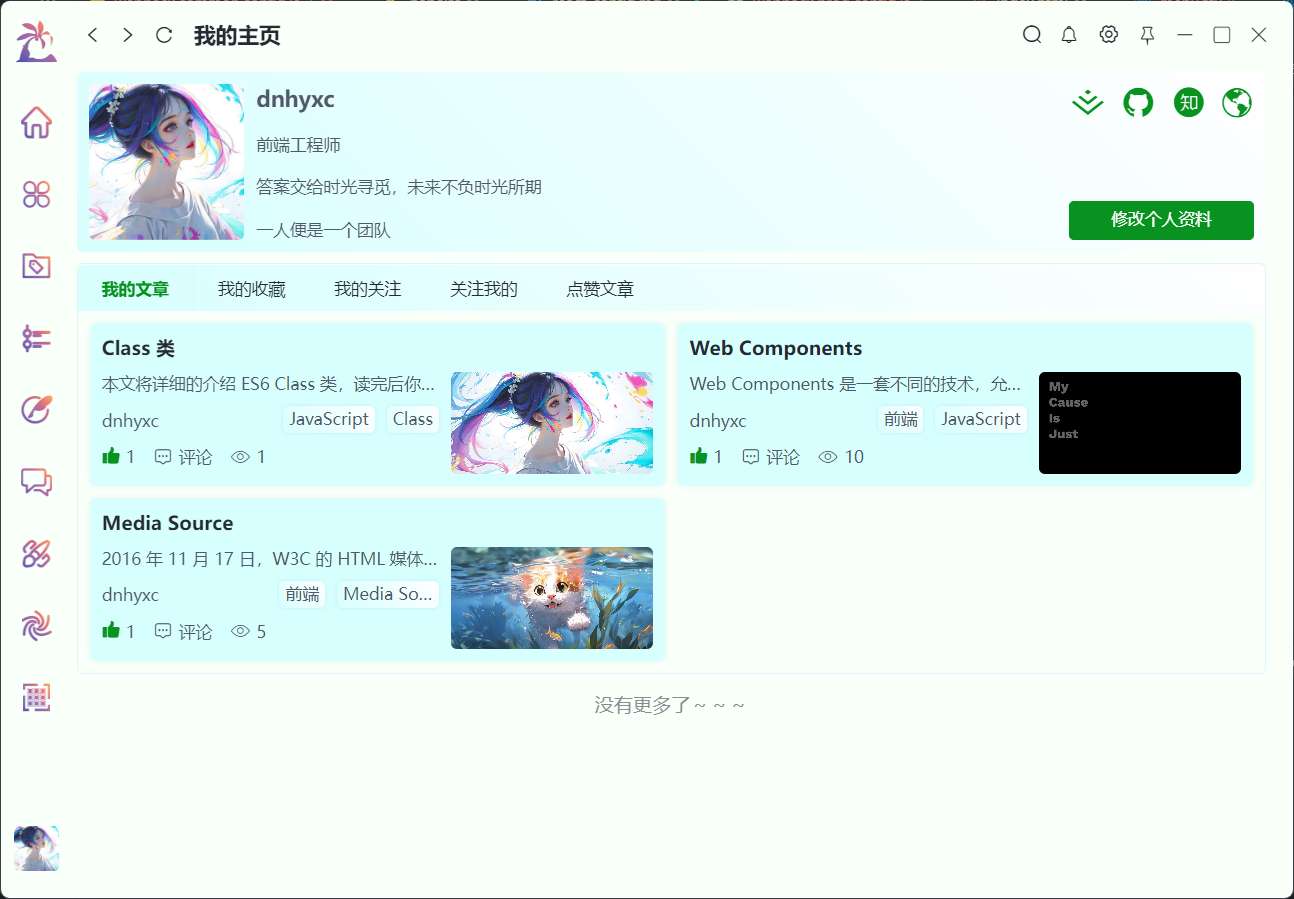 我的主页
dnhyxc
前端工程师
答案交给时光寻觅，未来不负时光所期
一人便是一个团队
知
修改个人资料
我的文章 我的收藏 我的关注 关注我的 点赞文章
Class 类
本文将详细的介绍 ES6 Class 类，读完后你...
dnhyxc JavaScript Class
1 评论 1
Web Components
Web Components 是一套不同的技术，允...
dnhyxc 前端 JavaScript
1 评论 10
My
Cause
Is
Just
Media Source
2016 年 11 月 17 日，W3C 的 HTML 媒体...
dnhyxc 前端 Media So...
1 评论 5
没有更多了～～～